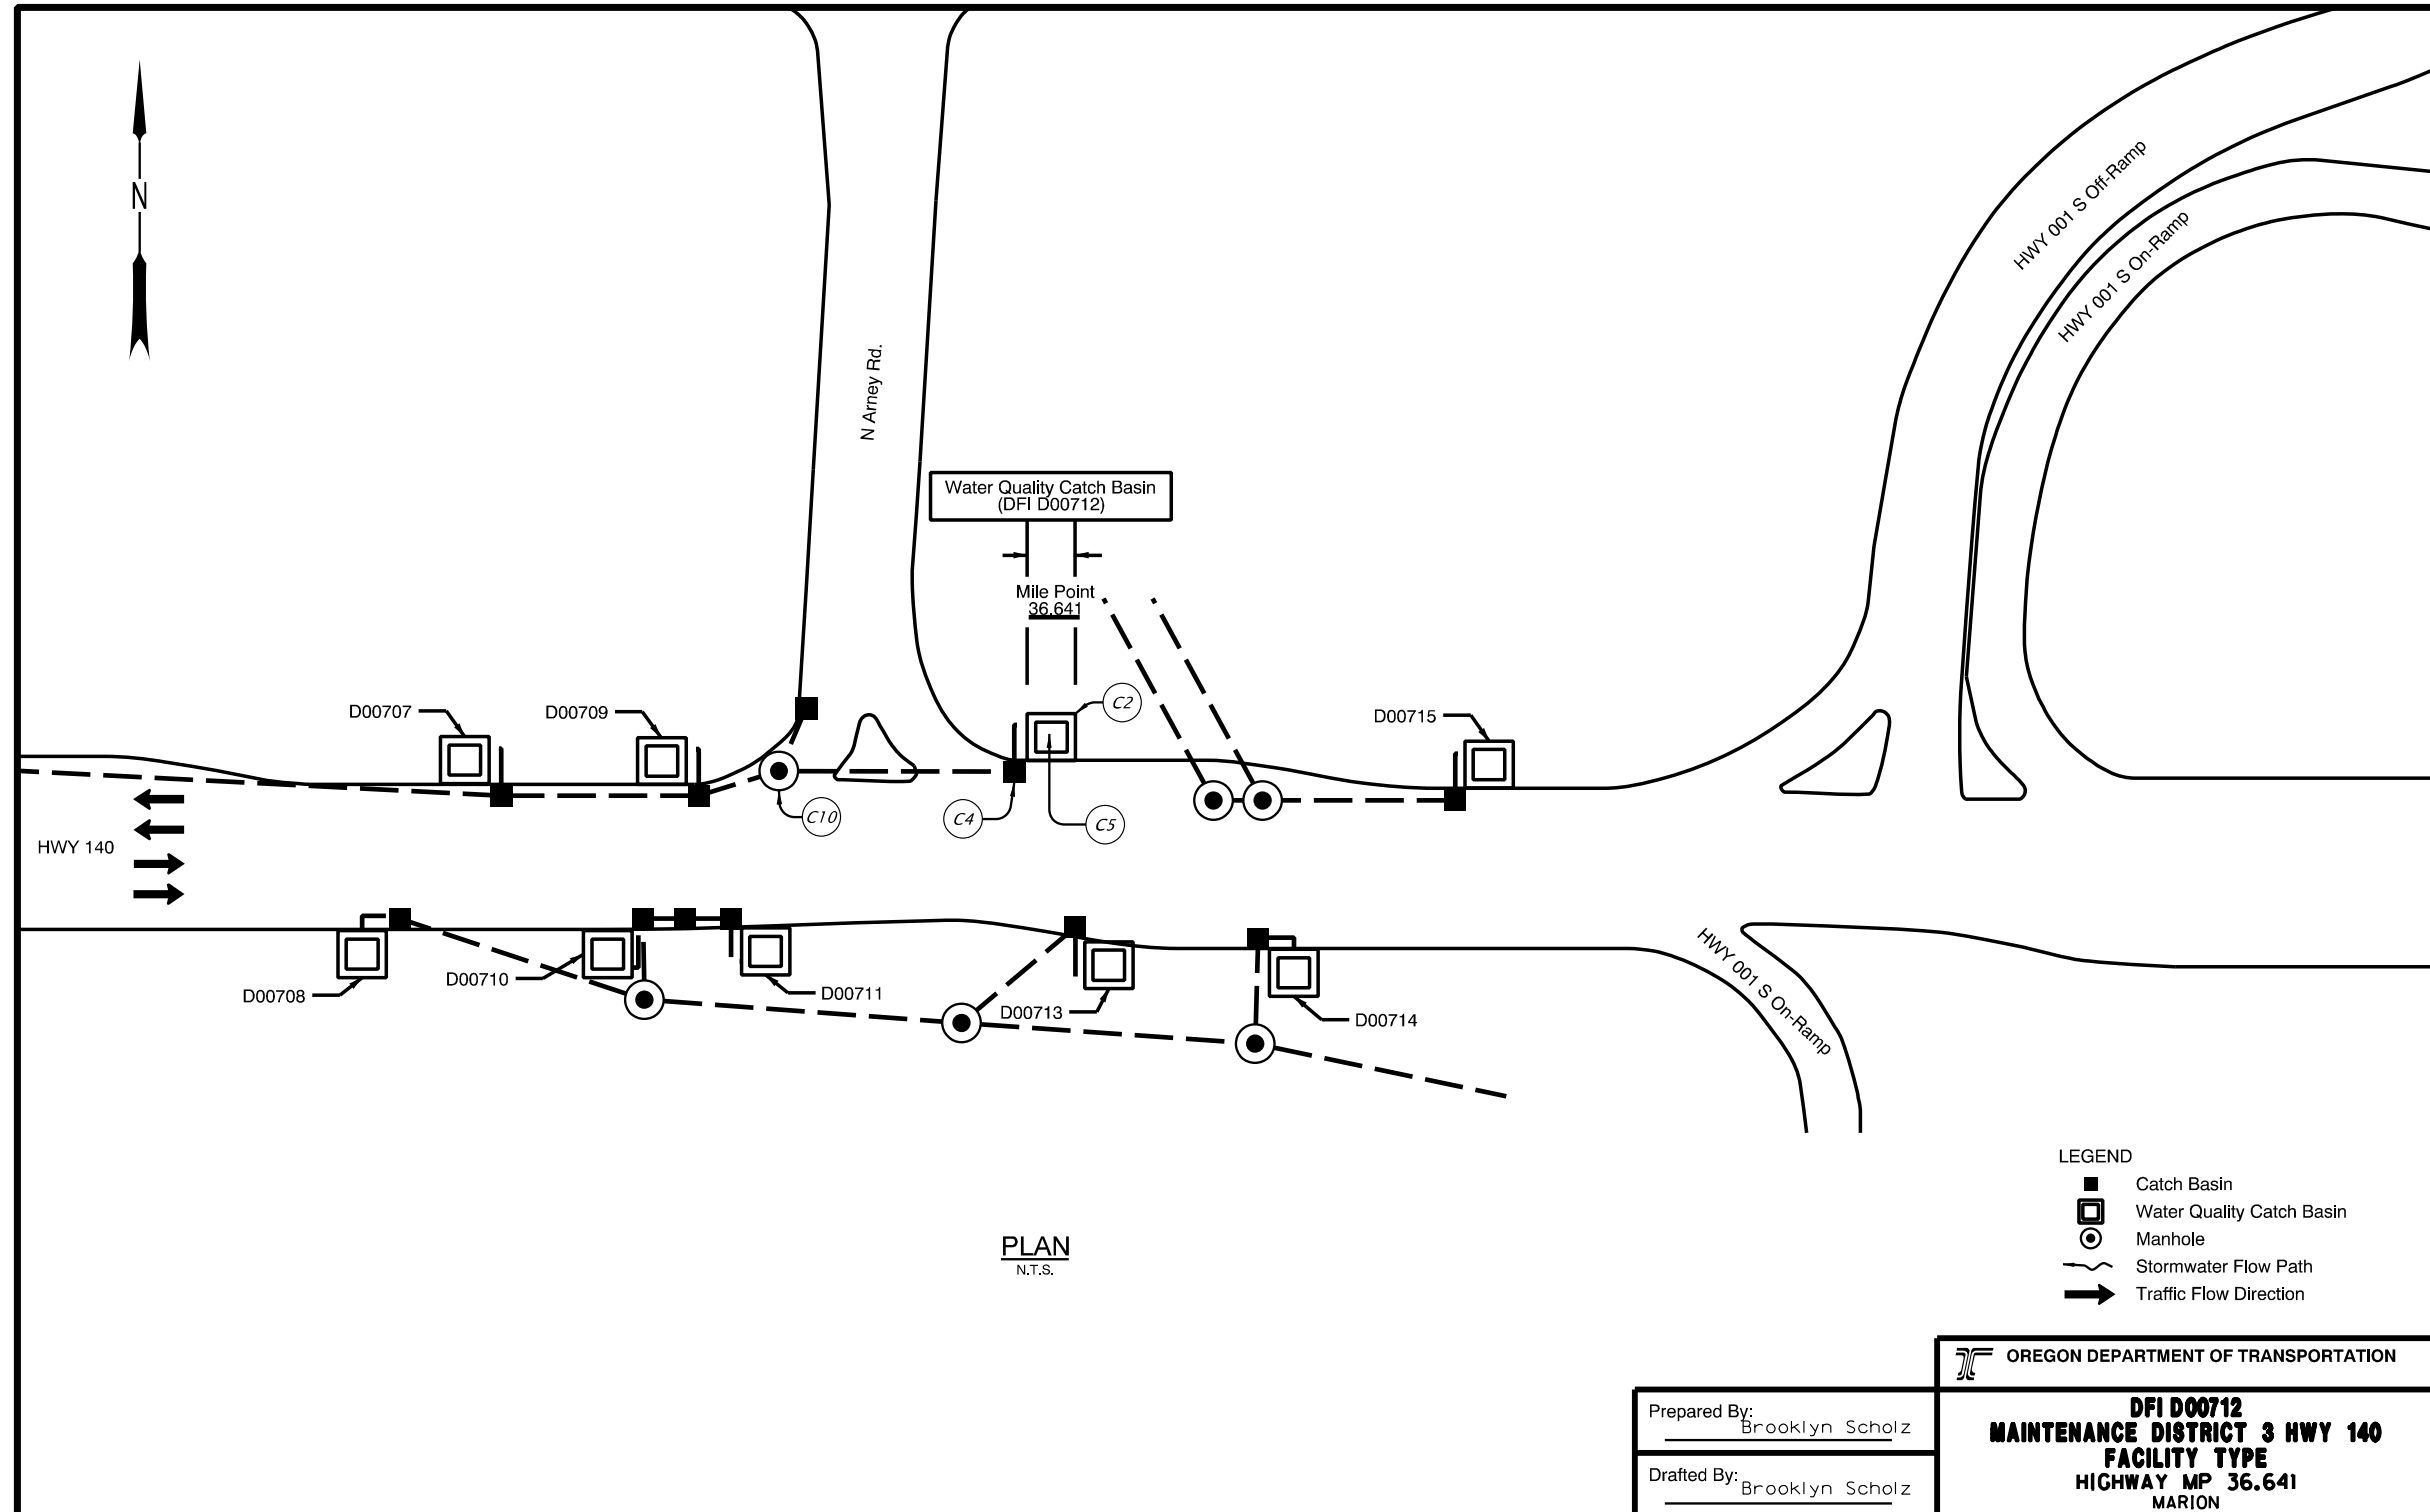 N
HWY 001 S Off-Ramp
HWY 001 S On-Ramp
N Arney Rd.
Water Quality Catch Basin
(DFI D00712)
Mile Point
36.641
D00707
D00709
C2
D00715
C10
C4
C5
HWY 140
D00708
D00710
D00711
D00713
D00714
HWY 001 S On-Ramp
LEGEND
Catch Basin
Water Quality Catch Basin
Manhole
Stormwater Flow Path
Traffic Flow Direction
PLAN
N.T.S.
OREGON DEPARTMENT OF TRANSPORTATION
Prepared By:
Brooklyn Scholz
Drafted By:
Brooklyn Scholz
DFI D00712
MAINTENANCE DISTRICT 3 HWY 140
FACILITY TYPE
HIGHWAY MP 36.641
MARION